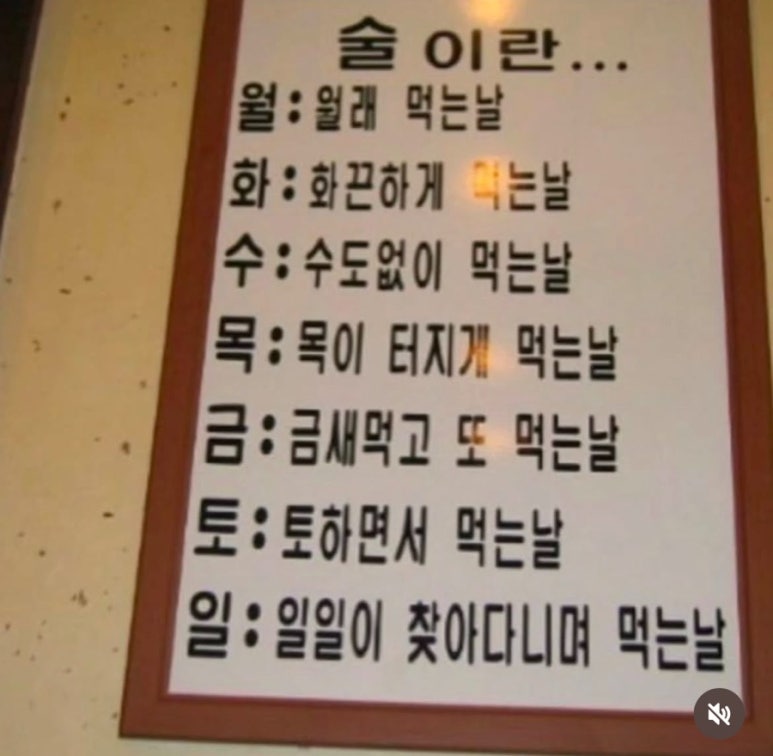 술이란...
월:월래 먹는날
화:화끈하게 먹는날
수:수도없이 먹는날
목:목이 터지게 먹는날
금:금새먹고 또 먹는날
토:토하면서 먹는날
일:일일이 찾아다니며 먹는날